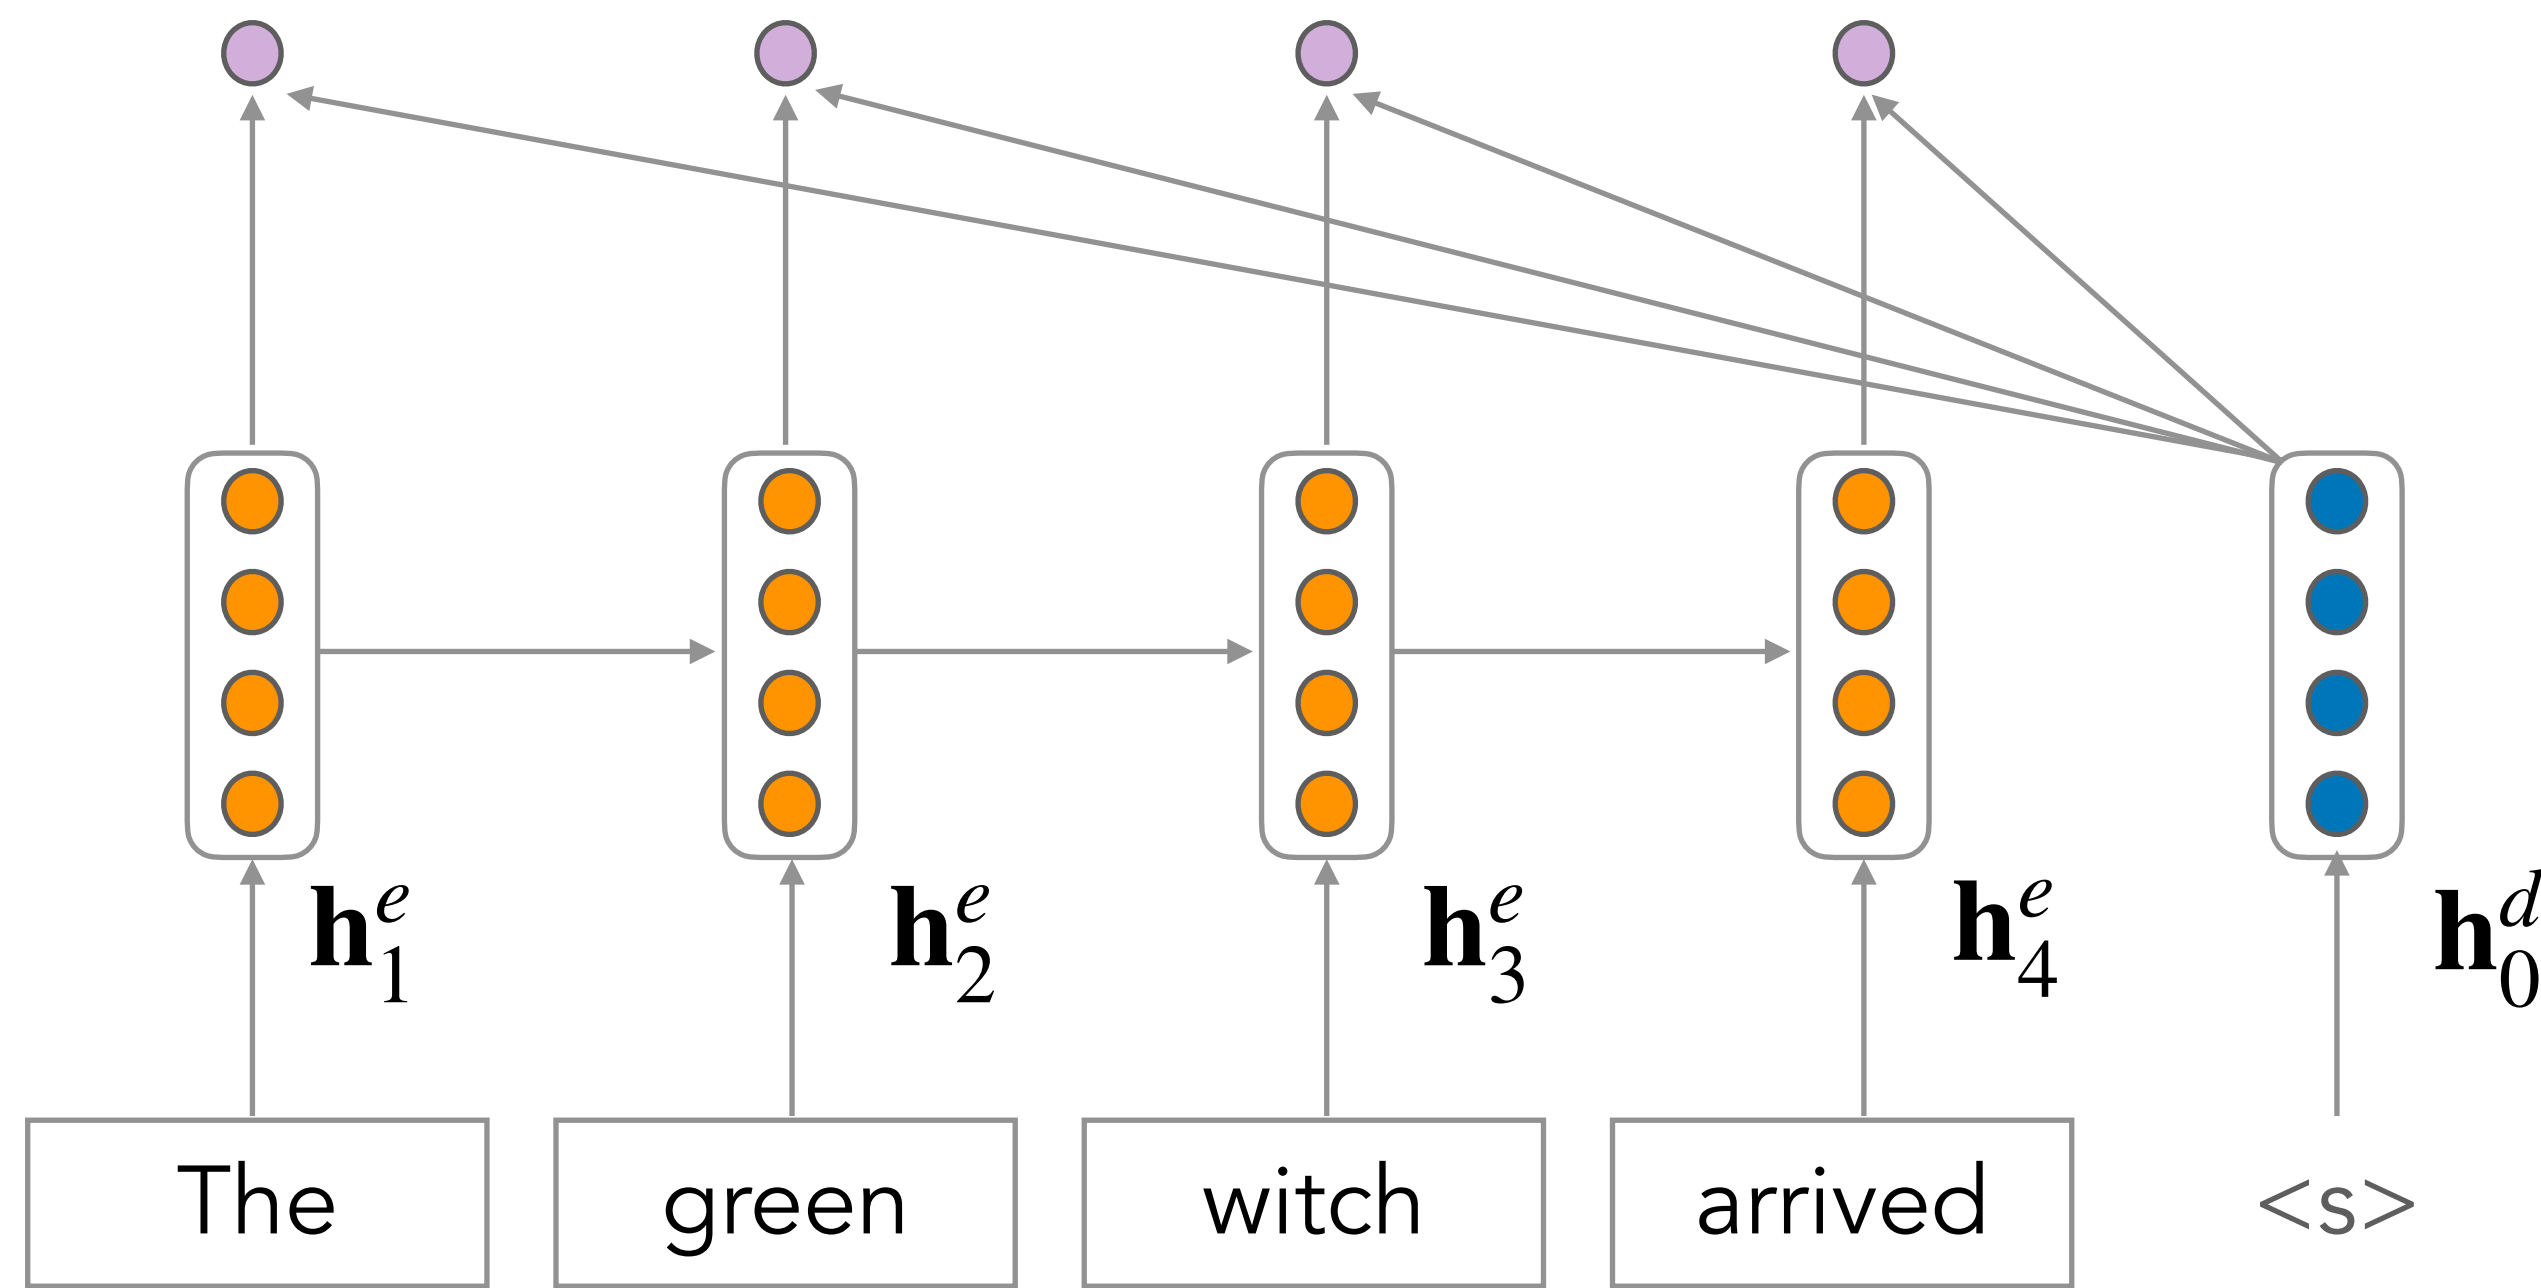 h₁ᵉ h₂ᵉ h₃ᵉ h₄ᵉ h₀ᵈ
The green witch arrived <s>